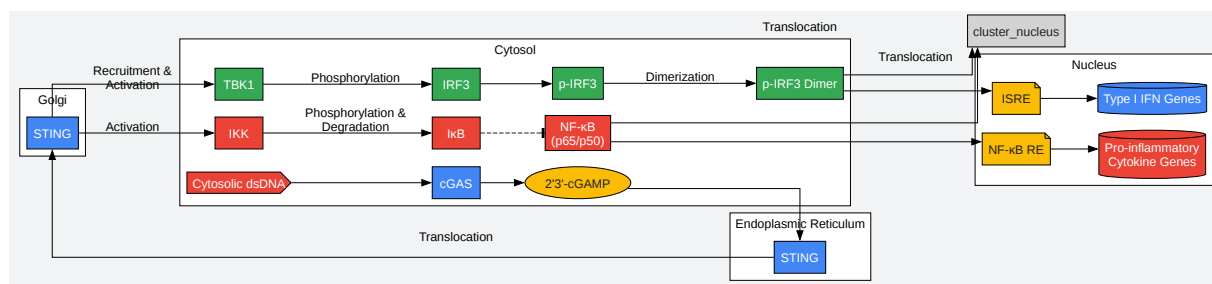 Translocation
cluster_nucleus
Cytosol
Translocation
Nucleus
Recruitment &
Activation
TBK1
Phosphorylation
IRF3
p-IRF3
Dimerization
p-IRF3 Dimer
ISRE
Type I IFN Genes
Golgi
STING
Activation
IKK
Phosphorylation &
Degradation
IκB
NF-κB
(p65/p50)
NF-κB RE
Pro-inflammatory
Cytokine Genes
Cytosolic dsDNA
cGAS
2'3'-cGAMP
Endoplasmic Reticulum
Translocation
STING